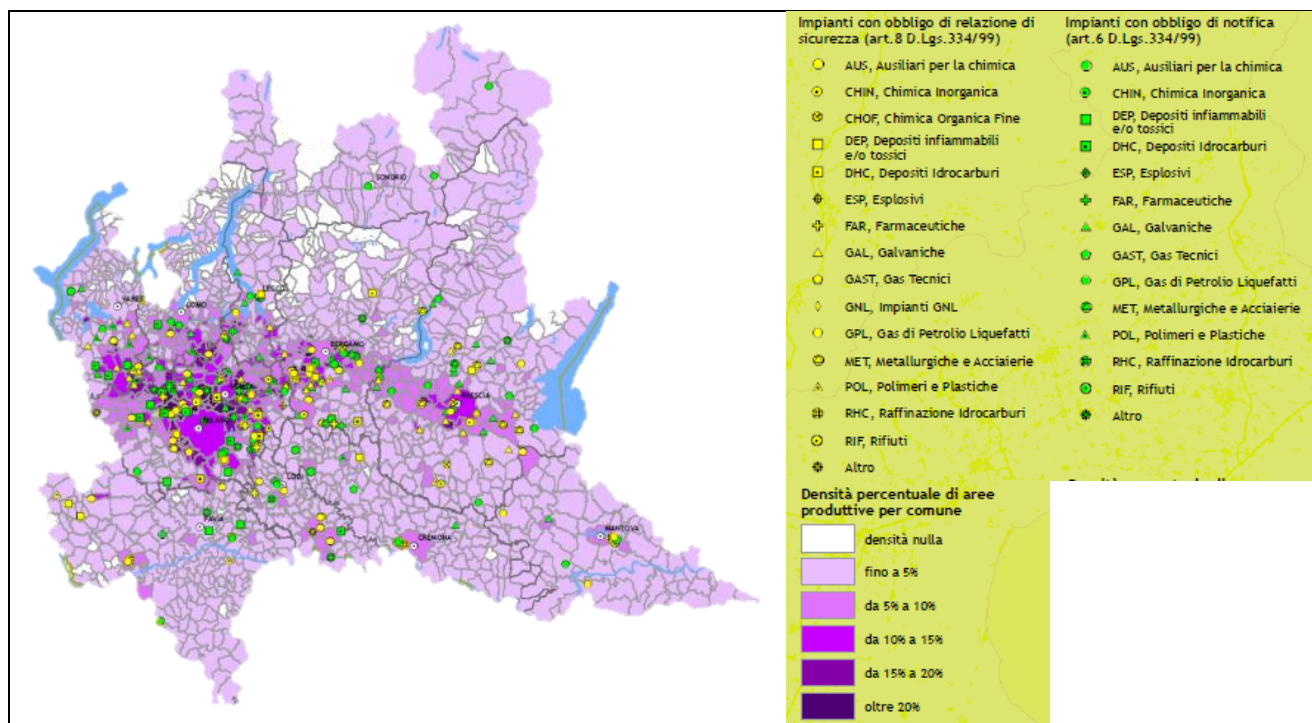 SONDRIO
LECCO
VARESE
COMO
BERGAMO
MONZA
BRESCIA
MILANO
LODI
PAVIA
CREMONA
MANTOVA
Impianti con obbligo di relazione di
sicurezza (art.8 D.Lgs.334/99)
AUS, Ausiliari per la chimica
CHIN, Chimica Inorganica
CHOF, Chimica Organica Fine
DEP, Depositi infiammabili
e/o tossici
DHC, Depositi Idrocarburi
ESP, Esplosivi
FAR, Farmaceutiche
GAL, Galvaniche
GAST, Gas Tecnici
GNL, Impianti GNL
GPL, Gas di Petrolio Liquefatti
MET, Metallurgiche e Acciaierie
POL, Polimeri e Plastiche
RHC, Raffinazione Idrocarburi
RIF, Rifiuti
Altro
Impianti con obbligo di notifica
(art.6 D.Lgs.334/99)
AUS, Ausiliari per la chimica
CHIN, Chimica Inorganica
DEP, Depositi infiammabili
e/o tossici
DHC, Depositi Idrocarburi
ESP, Esplosivi
FAR, Farmaceutiche
GAL, Galvaniche
GAST, Gas Tecnici
GPL, Gas di Petrolio Liquefatti
MET, Metallurgiche e Acciaierie
POL, Polimeri e Plastiche
RHC, Raffinazione Idrocarburi
RIF, Rifiuti
Altro
Densità percentuale di aree
produttive per comune
densità nulla
fino a 5%
da 5% a 10%
da 10% a 15%
da 15% a 20%
oltre 20%